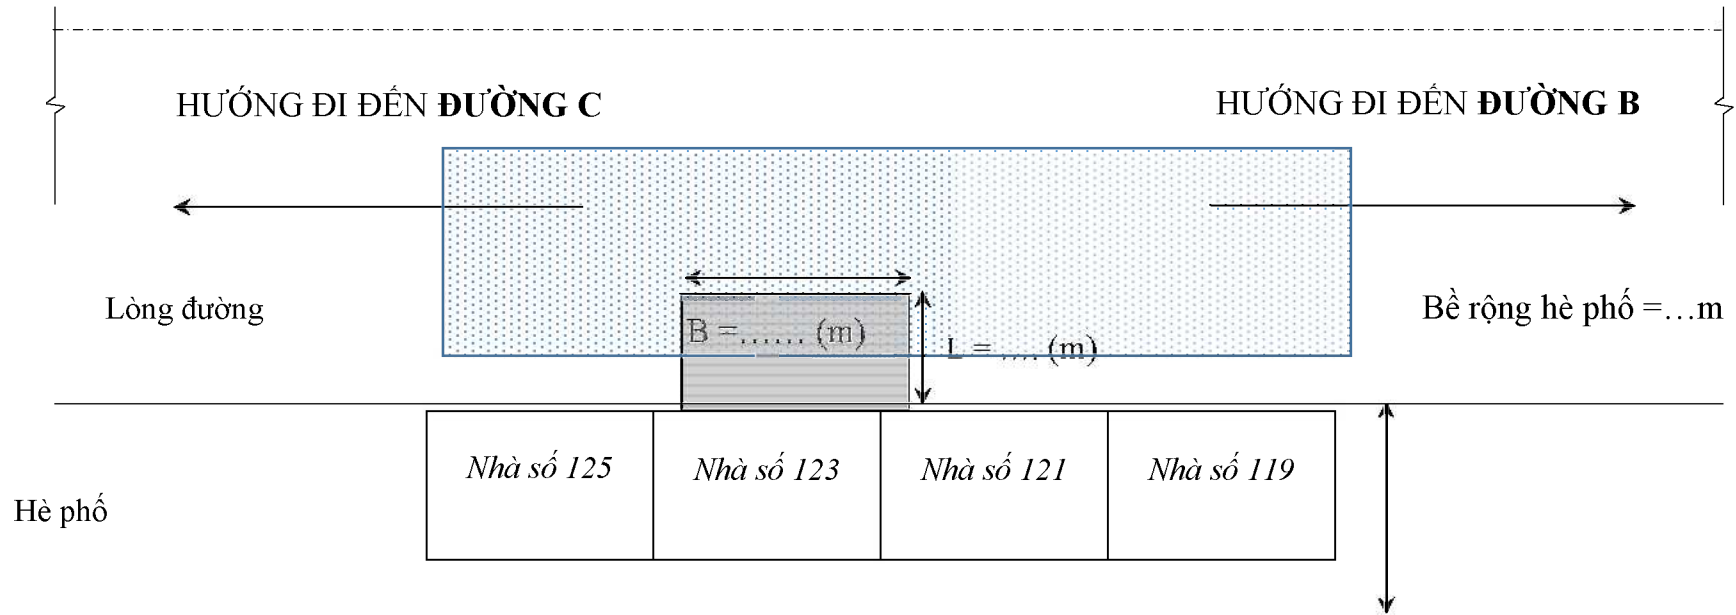 HƯỚNG ĐI ĐẾN ĐƯỜNG C
HƯỚNG ĐI ĐẾN ĐƯỜNG B
Lòng đường
Bề rộng hè phố =...m
B =...... (m)
L = .... (m)
Nhà số 125
Nhà số 123
Nhà số 121
Nhà số 119
Hè phố